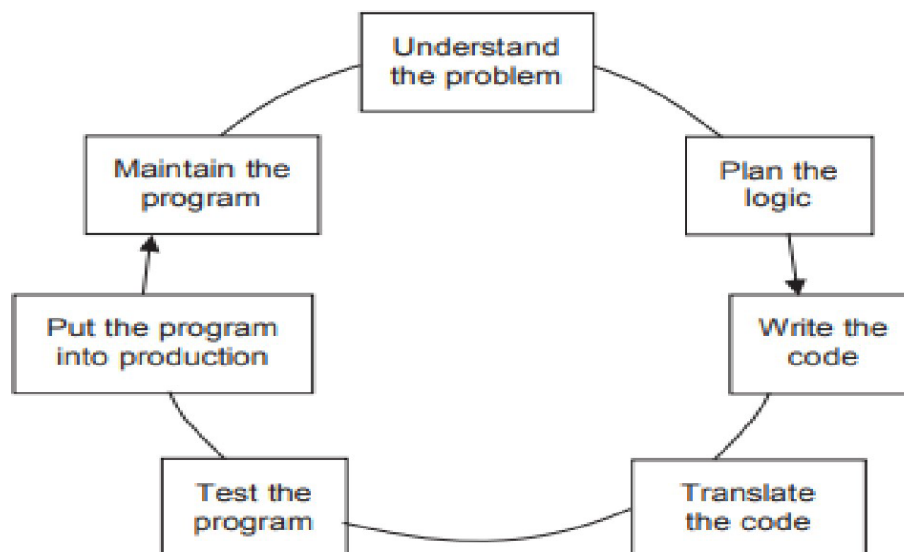 Understand
the problem
Plan the
logic
Write the
code
Translate
the code
Test the
program
Put the program
into production
Maintain the
program